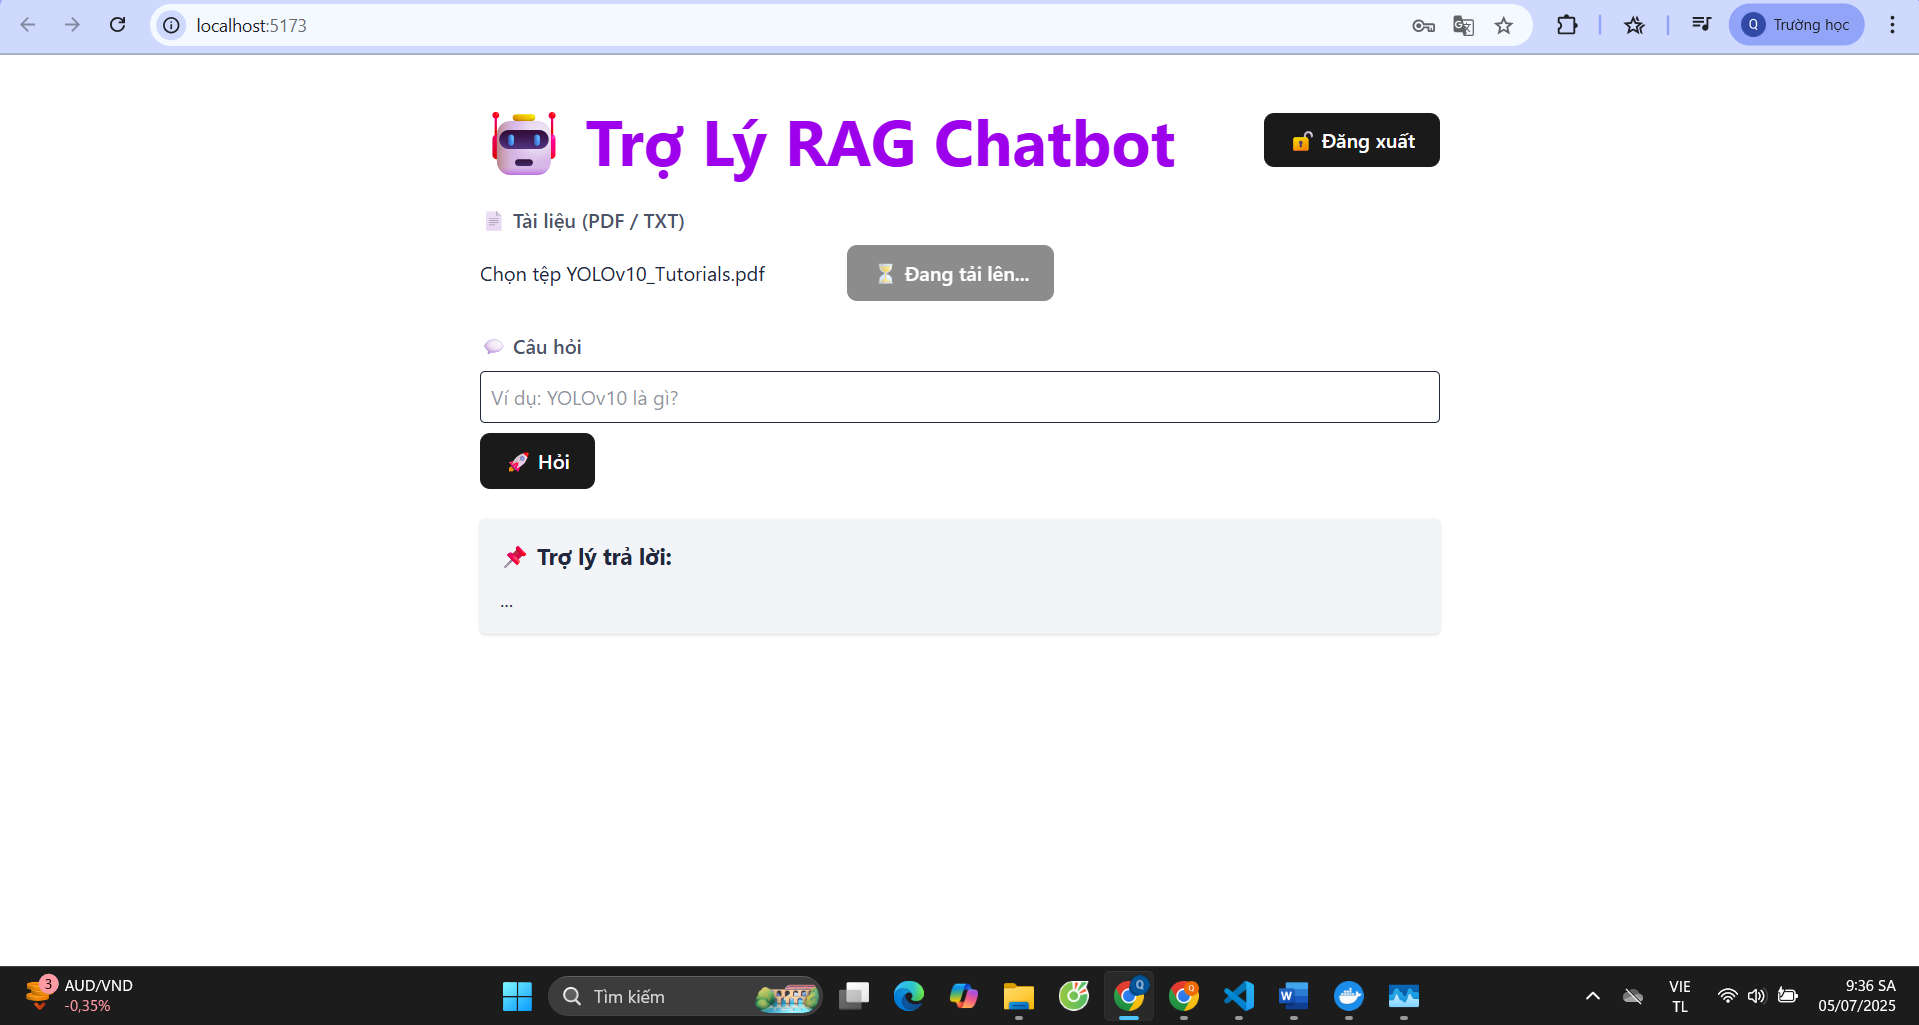 localhost:5173
Q Trường học
Trợ Lý RAG Chatbot
Đăng xuất
Tài liệu (PDF / TXT)
Chọn tệp YOLOv10_Tutorials.pdf
Đang tải lên...
Câu hỏi
Ví dụ: YOLOv10 là gì?
Hỏi
Trợ lý trả lời:
...
3
AUD/VND
-0,35%
Tìm kiếm
VIE
TL
9:36 SA
05/07/2025